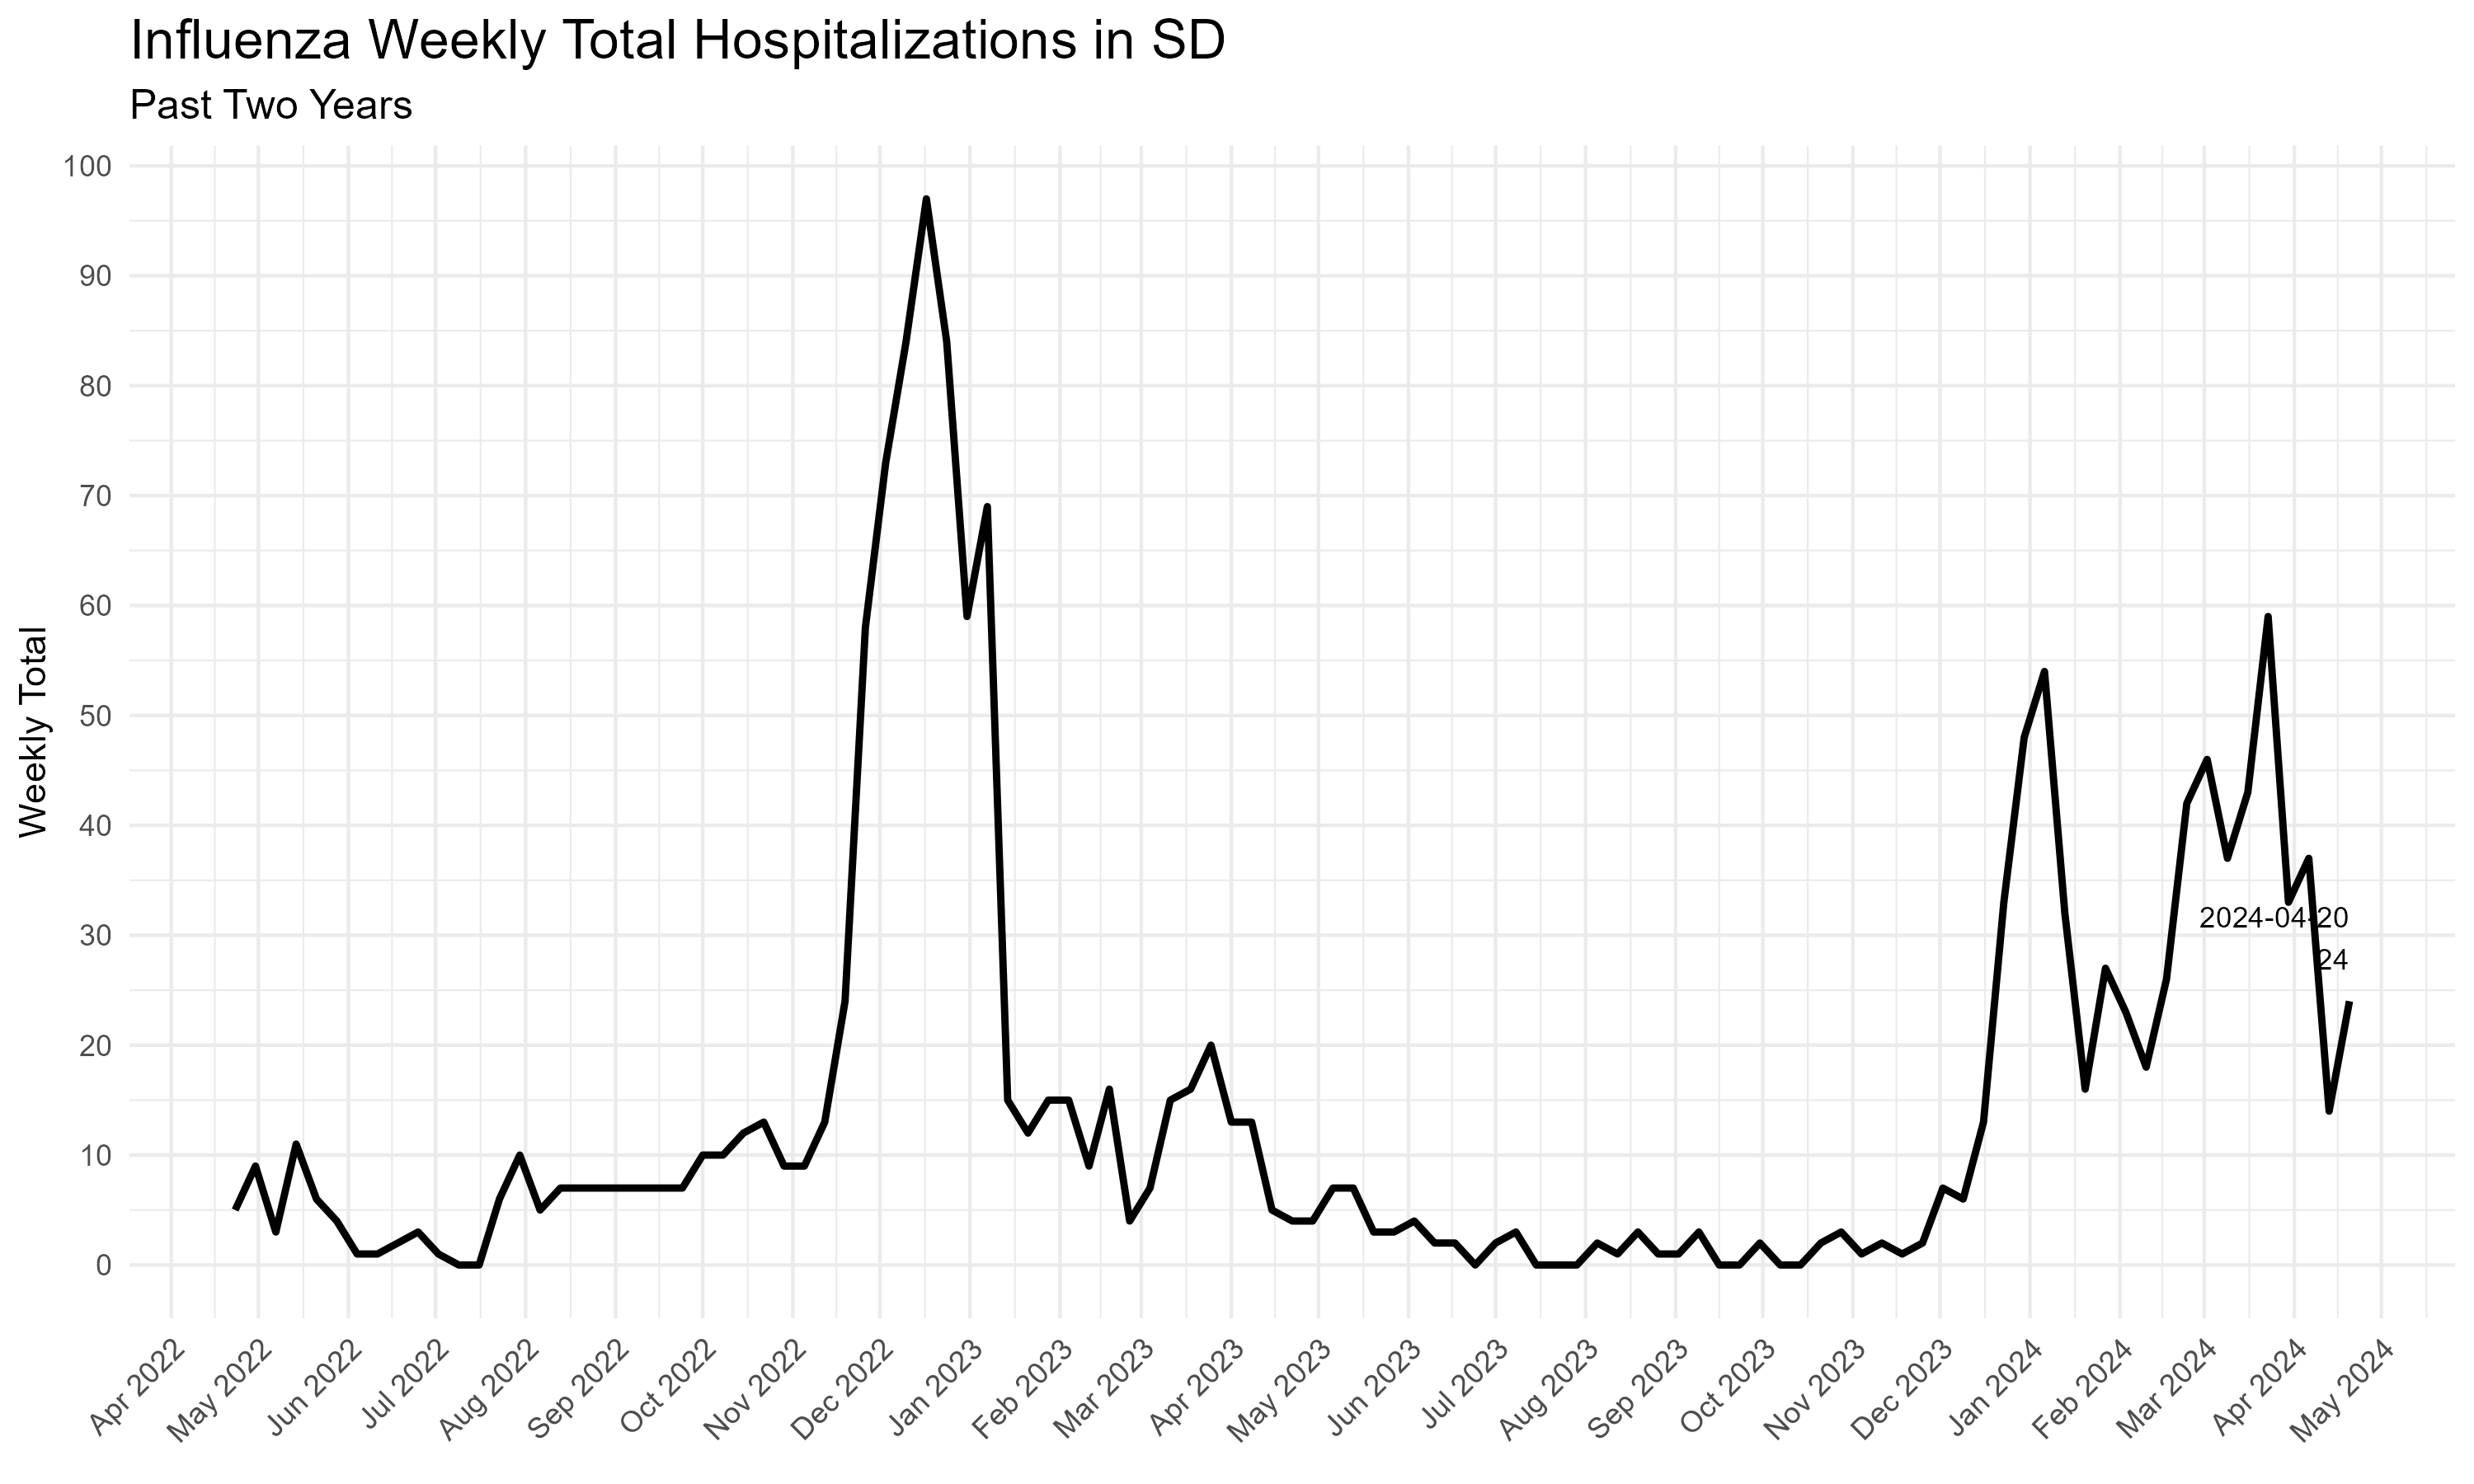 Influenza Weekly Total Hospitalizations in SD
Past Two Years
Weekly Total
100
90
80
70
60
50
40
30
20
10
0
2024-04-20
24
Apr 2022
May 2022
Jun 2022
Jul 2022
Aug 2022
Sep 2022
Oct 2022
Nov 2022
Dec 2022
Jan 2023
Feb 2023
Mar 2023
Apr 2023
May 2023
Jun 2023
Jul 2023
Aug 2023
Sep 2023
Oct 2023
Nov 2023
Dec 2023
Jan 2024
Feb 2024
Mar 2024
Apr 2024
May 2024